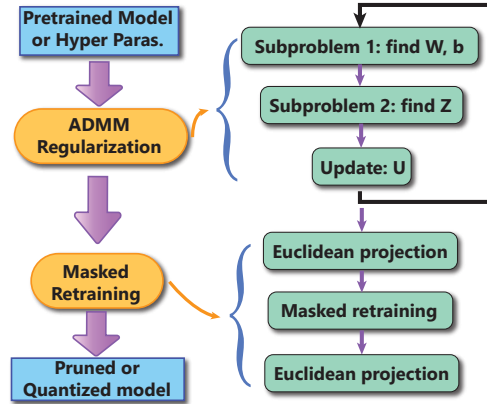 Pretrained Model
or Hyper Paras.
ADMM
Regularization
Masked
Retraining
Pruned or
Quantized model
Subproblem 1: find W, b
Subproblem 2: find Z
Update: U
Euclidean projection
Masked retraining
Euclidean projection